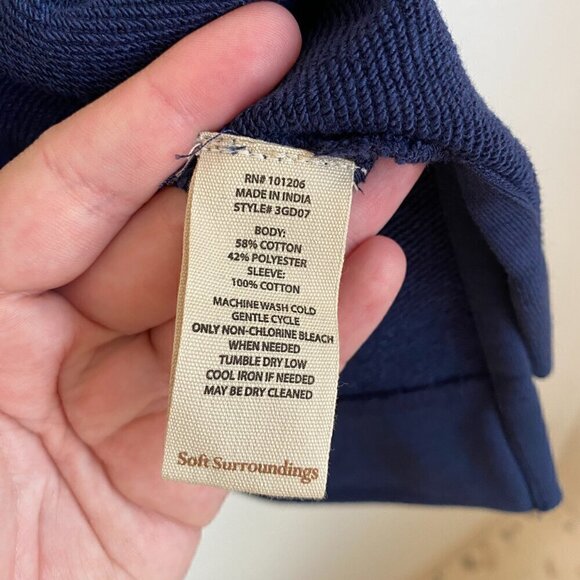 RN# 101206
MADE IN INDIA
STYLE# 3GD07
BODY:
58% COTTON
42% POLYESTER
SLEEVE:
100% COTTON
MACHINE WASH COLD
GENTLE CYCLE
ONLY NON-CHLORINE BLEACH
WHEN NEEDED
TUMBLE DRY LOW
COOL IRON IF NEEDED
MAY BE DRY CLEANED
Soft Surroundings